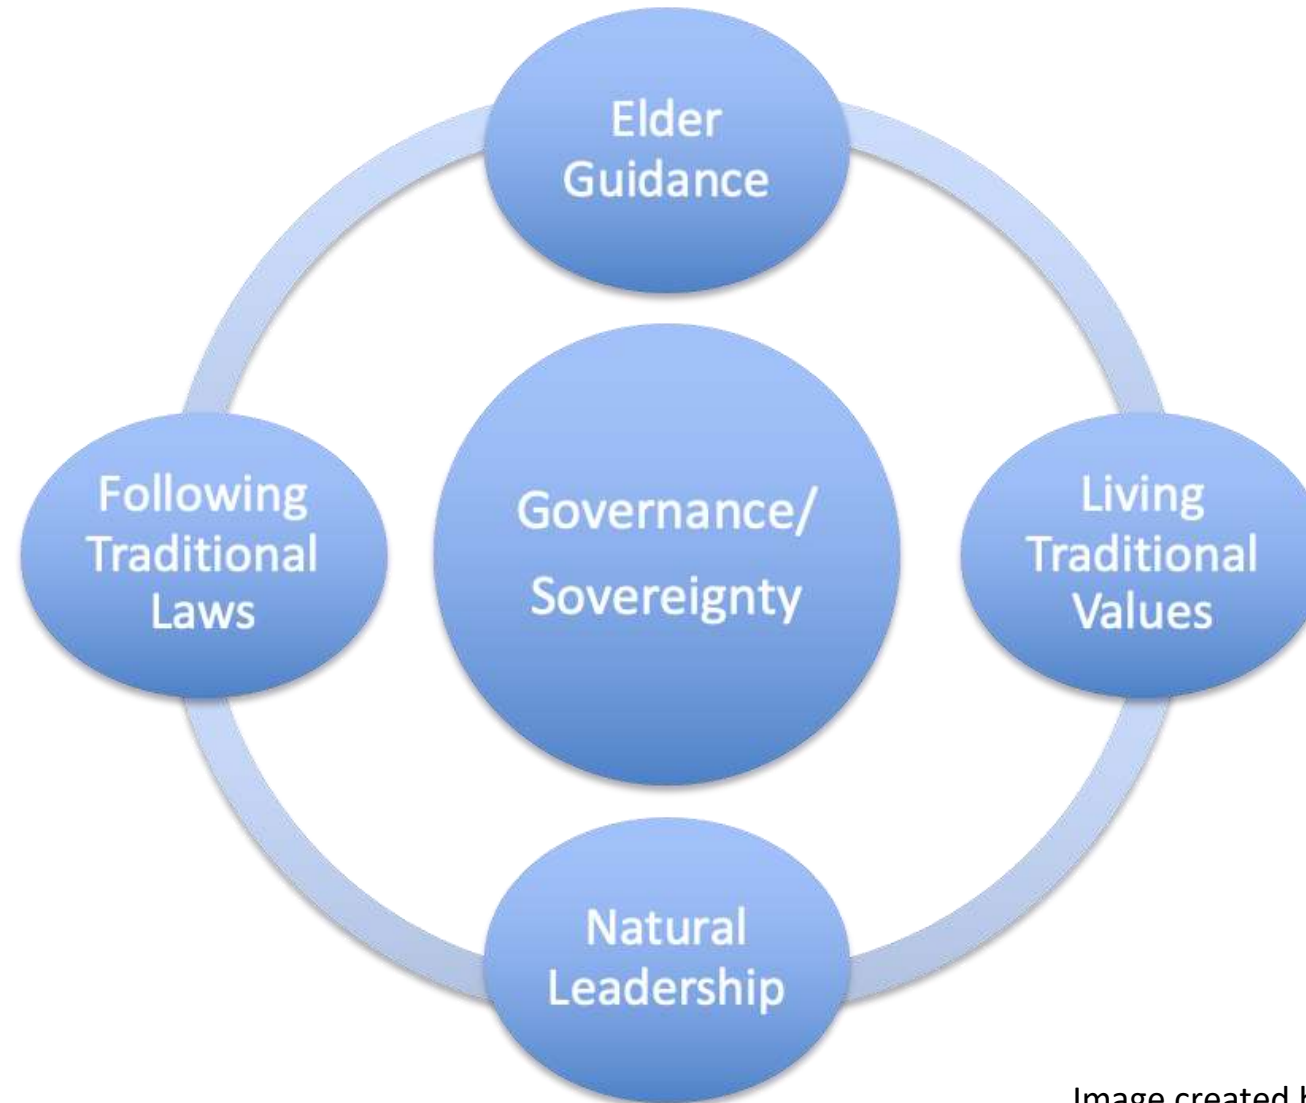 Elder
Guidance
Following
Traditional
Laws
Governance/
Sovereignty
Living
Traditional
Values
Natural
Leadership
Image created